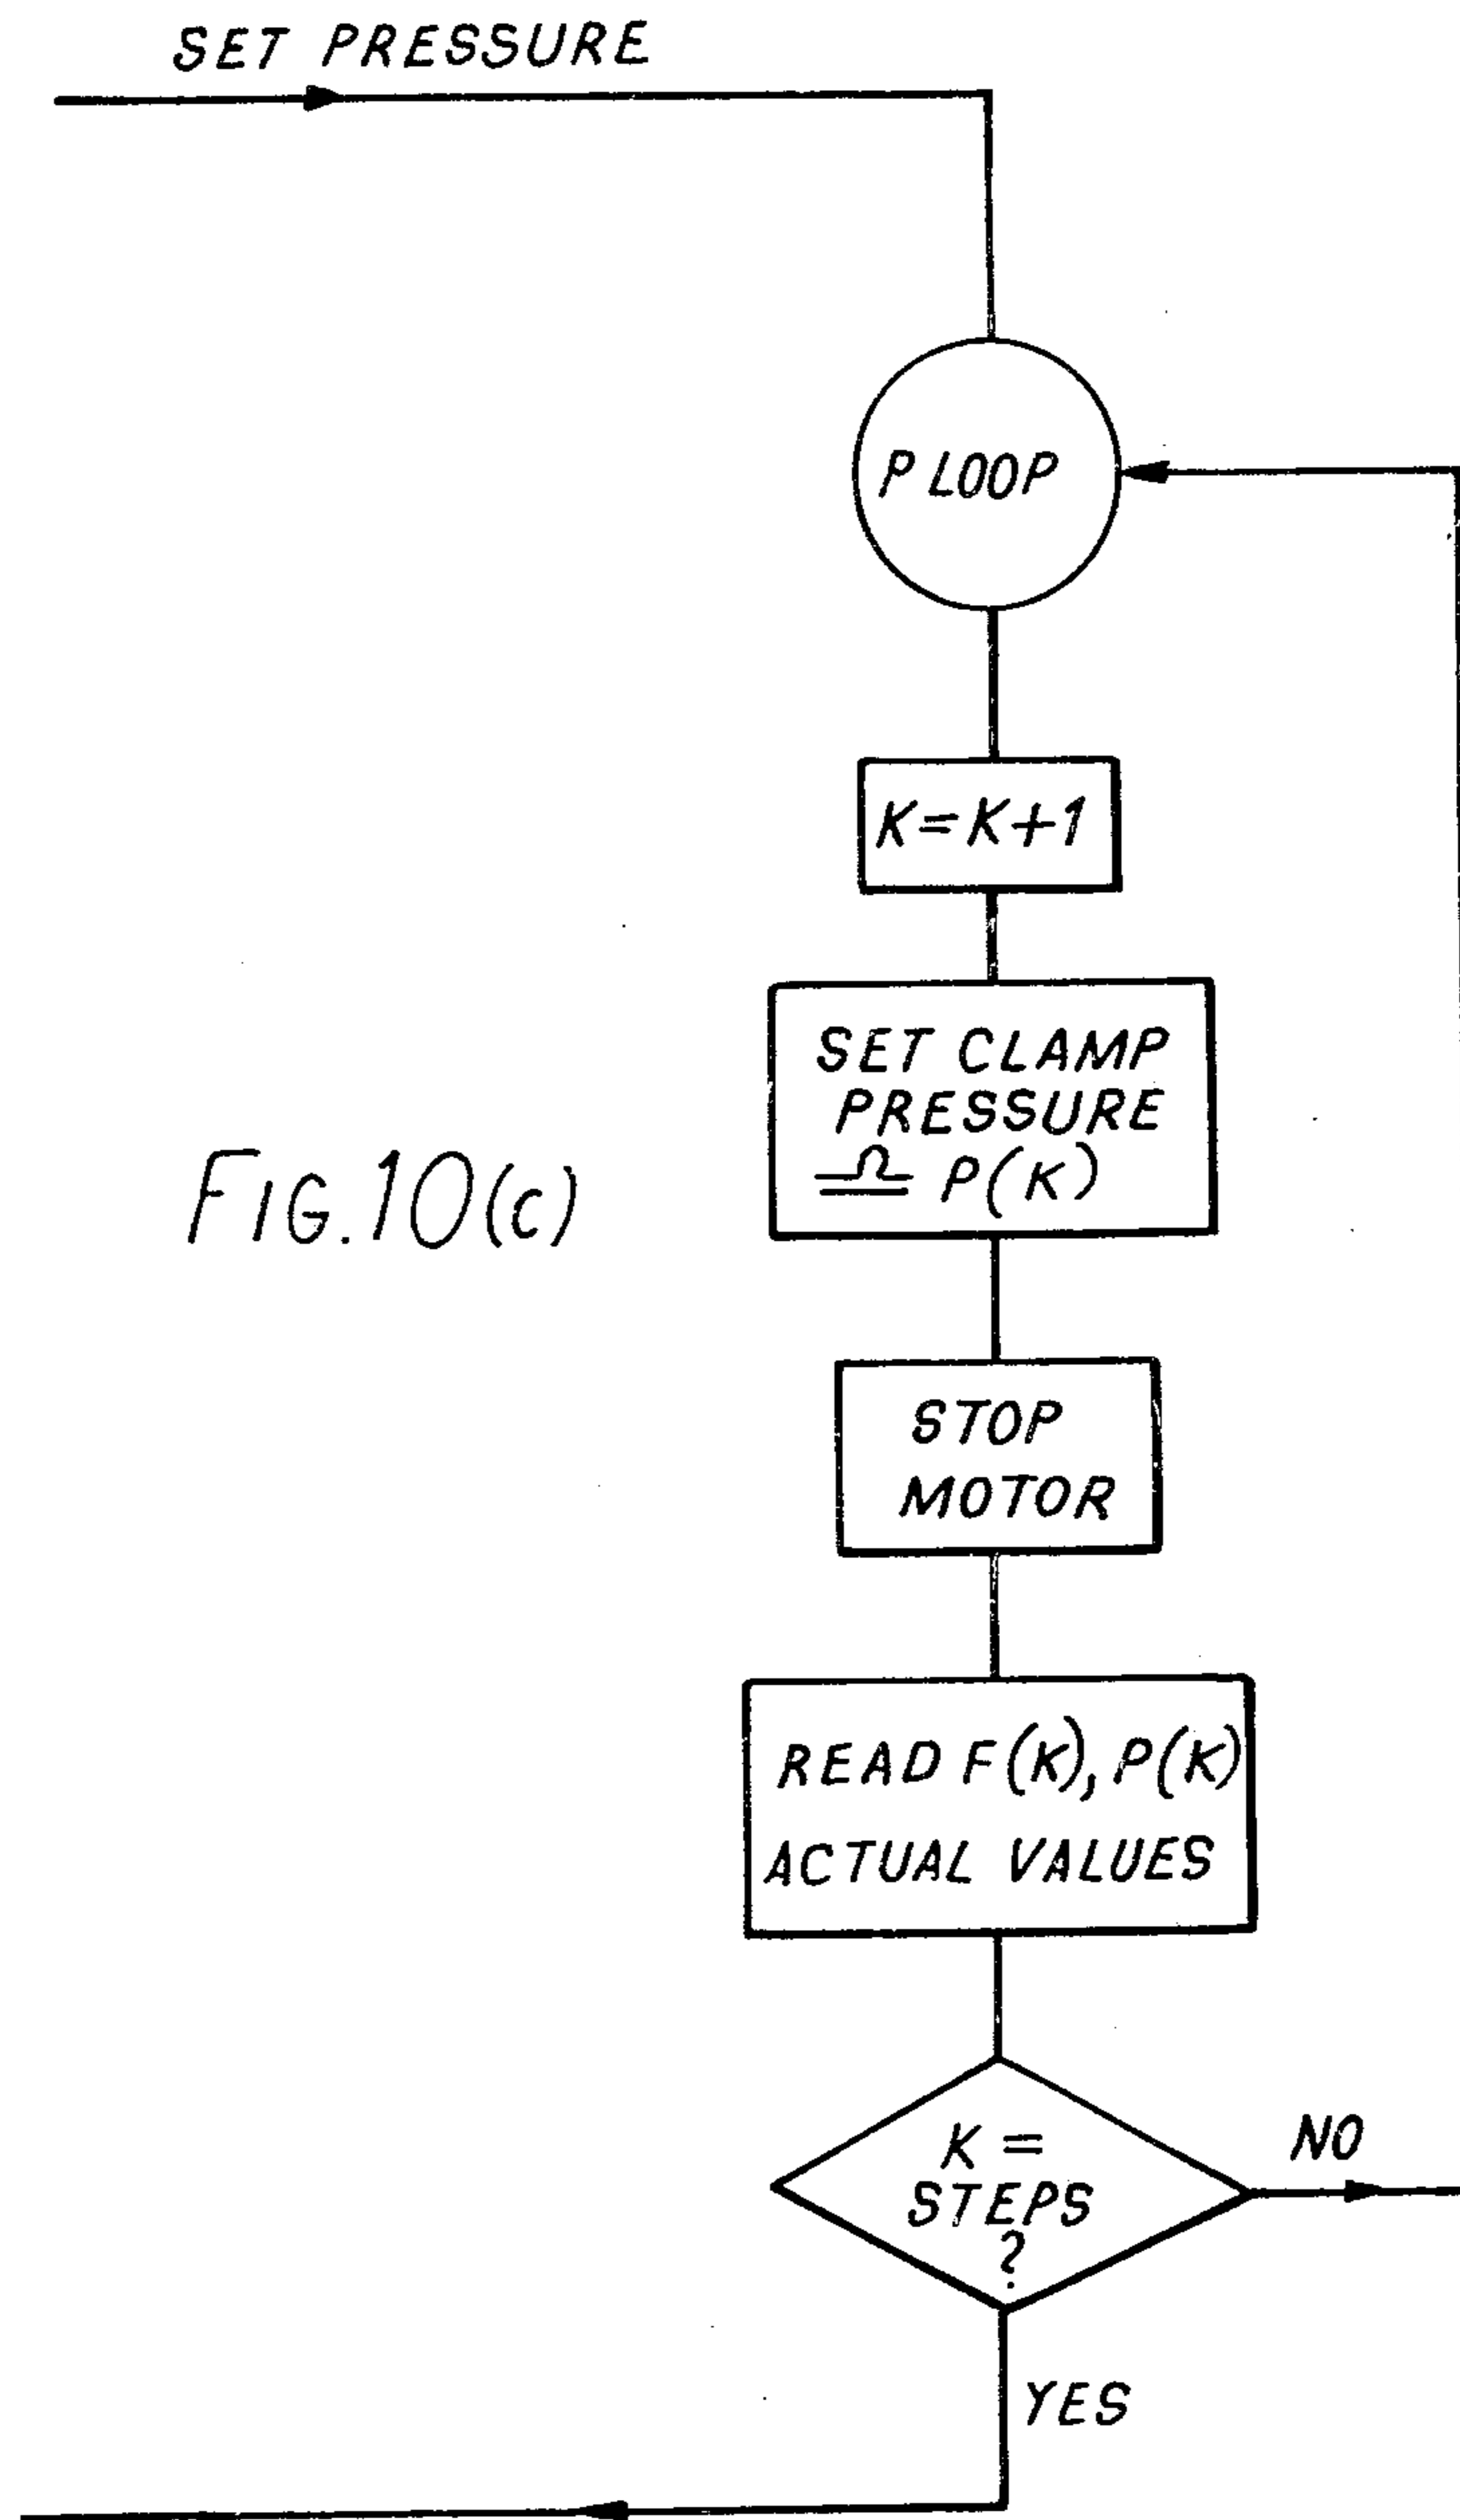 SET PRESSURE
P LOOP
K=K+1
SET CLAMP
PRESSURE
≏ P(K)
FIG.10(c)
STOP
MOTOR
READ F(K), P(K)
ACTUAL VALUES
K =
STEPS
?
NO
YES